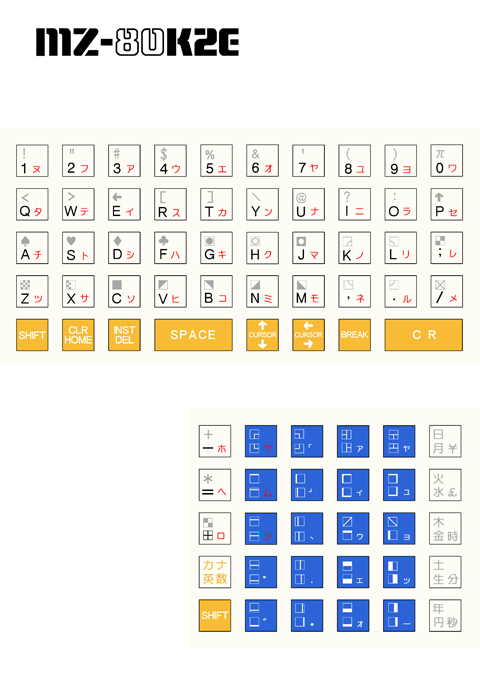 MZ-80K2E
! " # $ % & ' ( ) π
1ヌ 2フ 3ア 4ウ 5エ 6オ 7ヤ 8ユ 9ヨ 0ワ
< > ← [ ] \ @ ? : ↑
Qタ Wテ Eイ Rス Tカ Yン Uナ Iニ Oラ Pセ
♠ ♥ ♦ ♣
Aチ Sト Dシ Fハ Gキ Hク Jマ Kノ Lリ ;レ
Zツ Xサ Cソ Vヒ Bコ Nミ Mモ ,ネ .ル /メ
SHIFT CLR HOME INST DEL SPACE ↑ CURSOR ↓ ← CURSOR → BREAK C R
+ 日
ーホ ケ 「 ァ ャ 月 ¥
* 火
=ヘ ム 」 ィ ュ 水 £
木
ロ 、 ゥ ョ 金 時
カナ 土
英数 ゜ . ェ ッ 生 分
SHIFT 年
゛ 。 ォ ー 円 秒